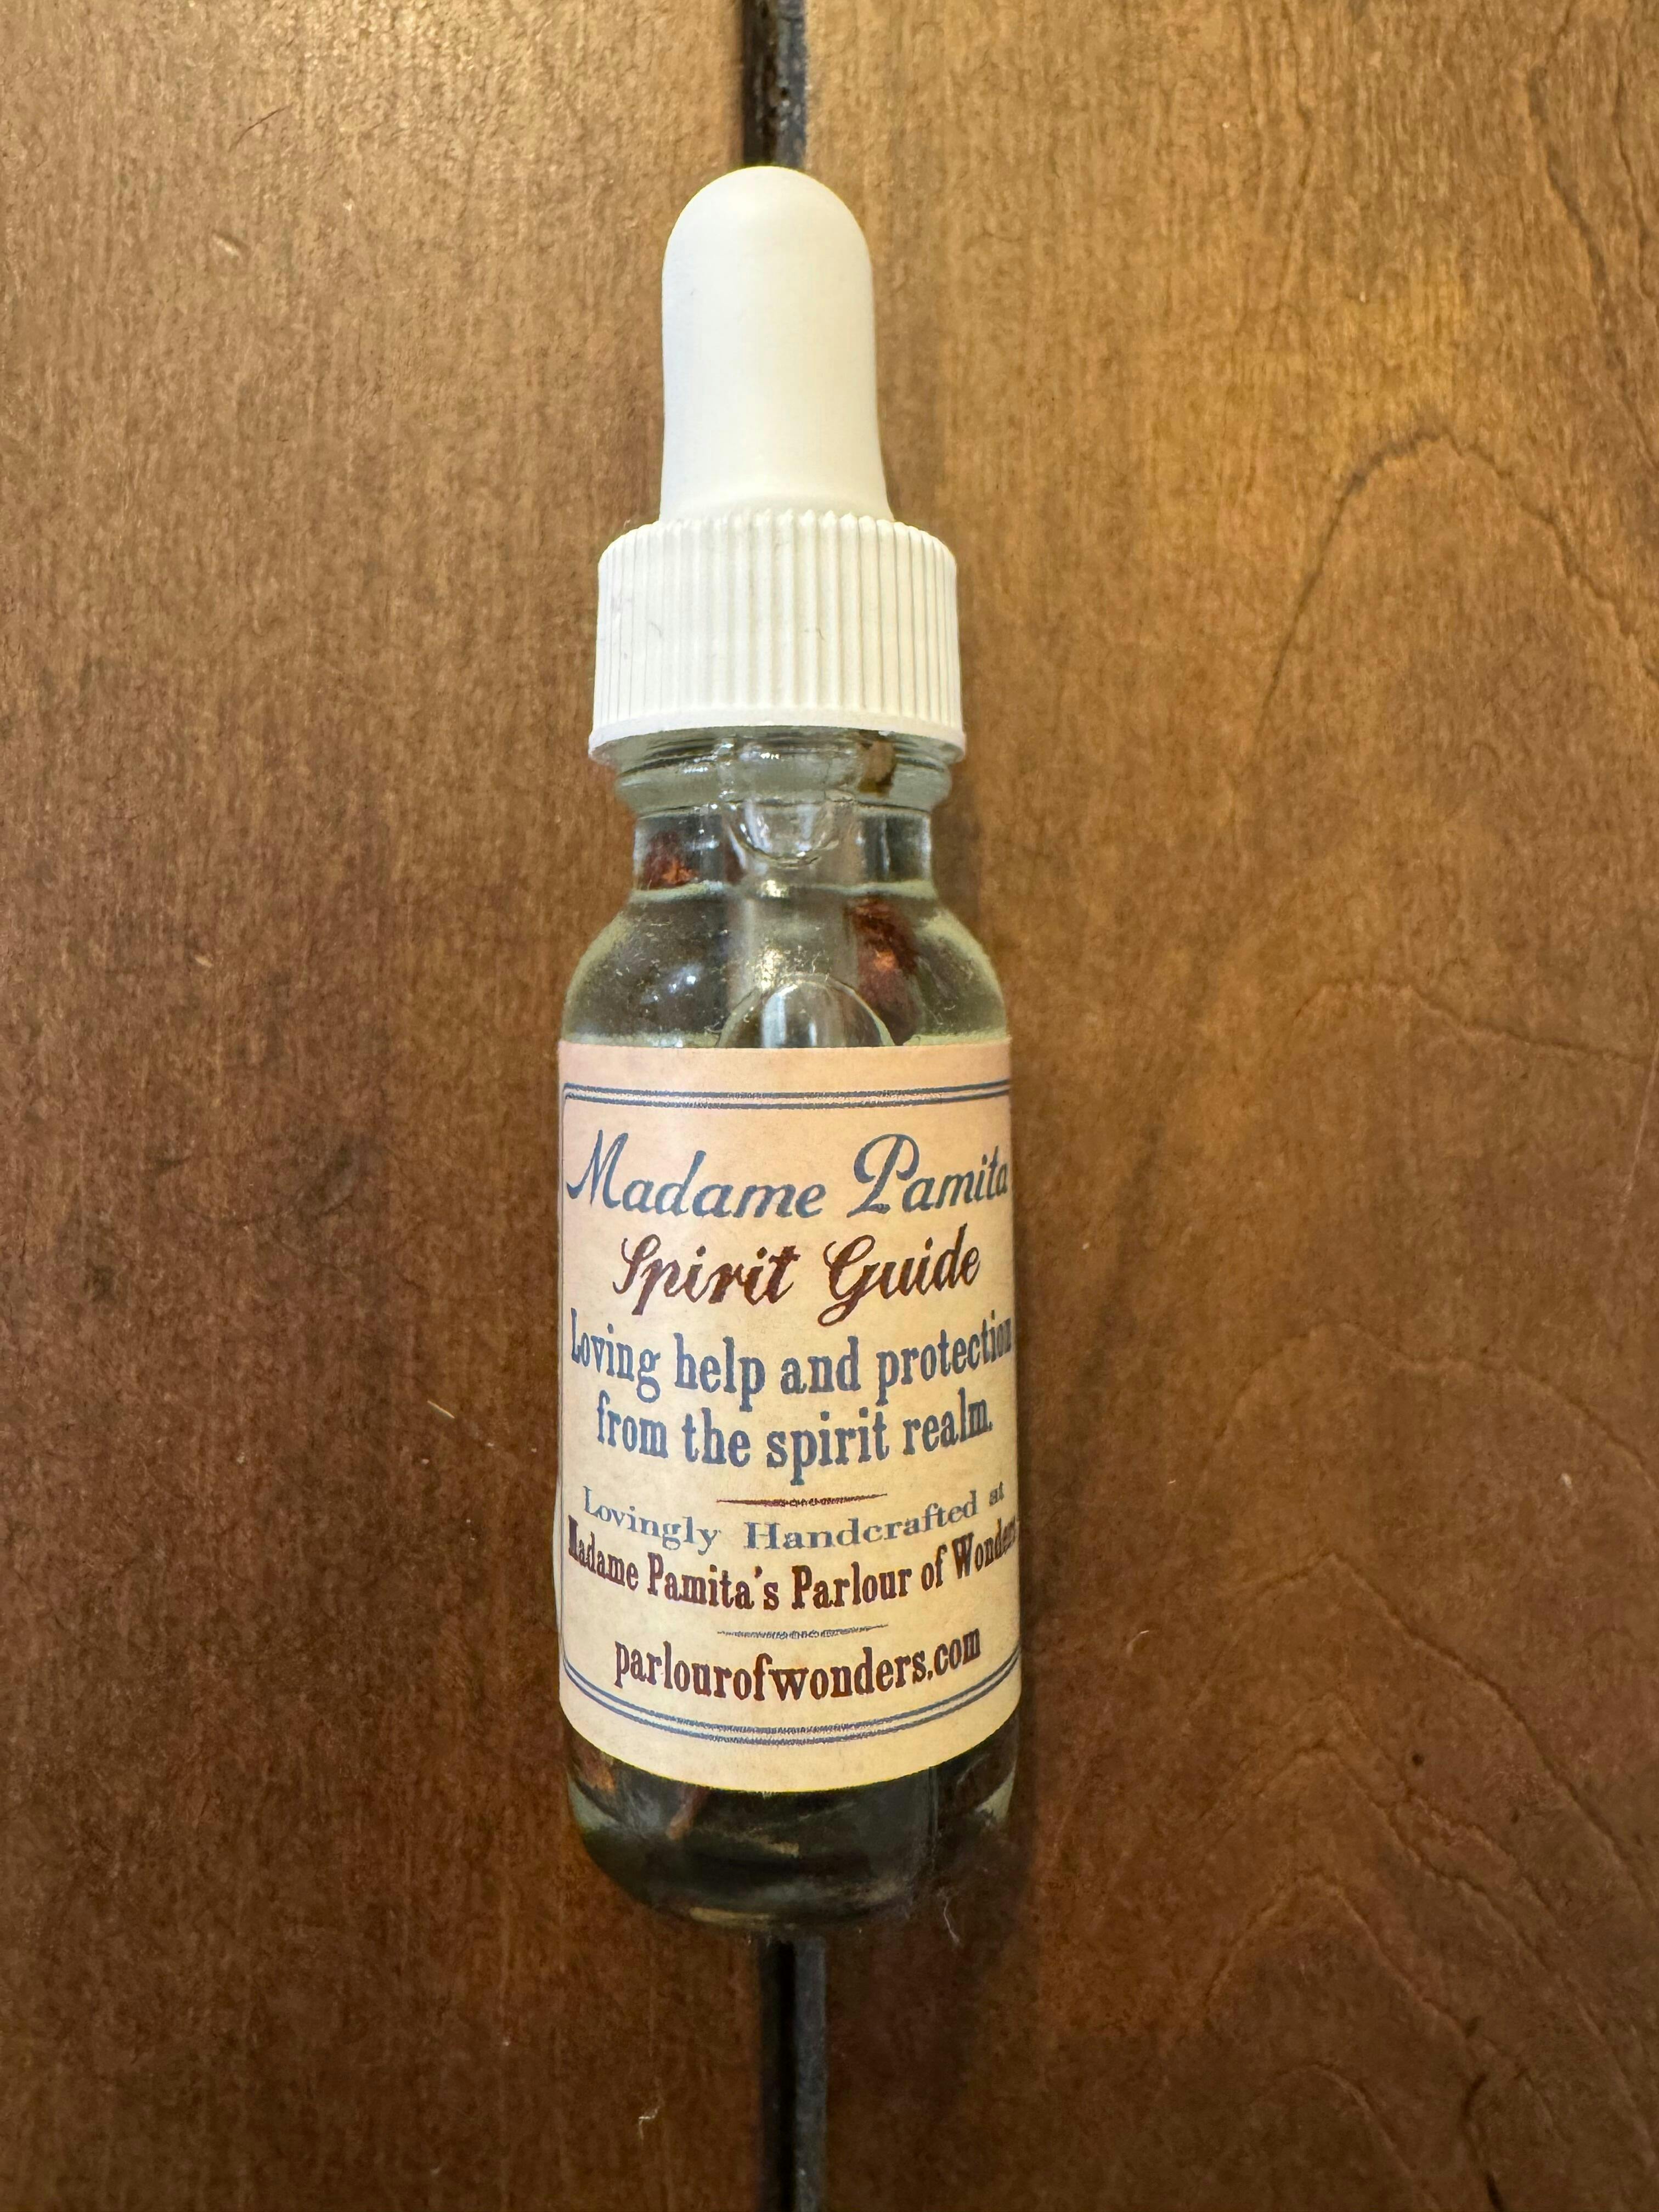 Madame Pamita
Spirit Guide
Loving help and protection
from the spirit realm.
Lovingly Handcrafted at
Madame Pamita's Parlour of Wonders
parlourofwonders.com